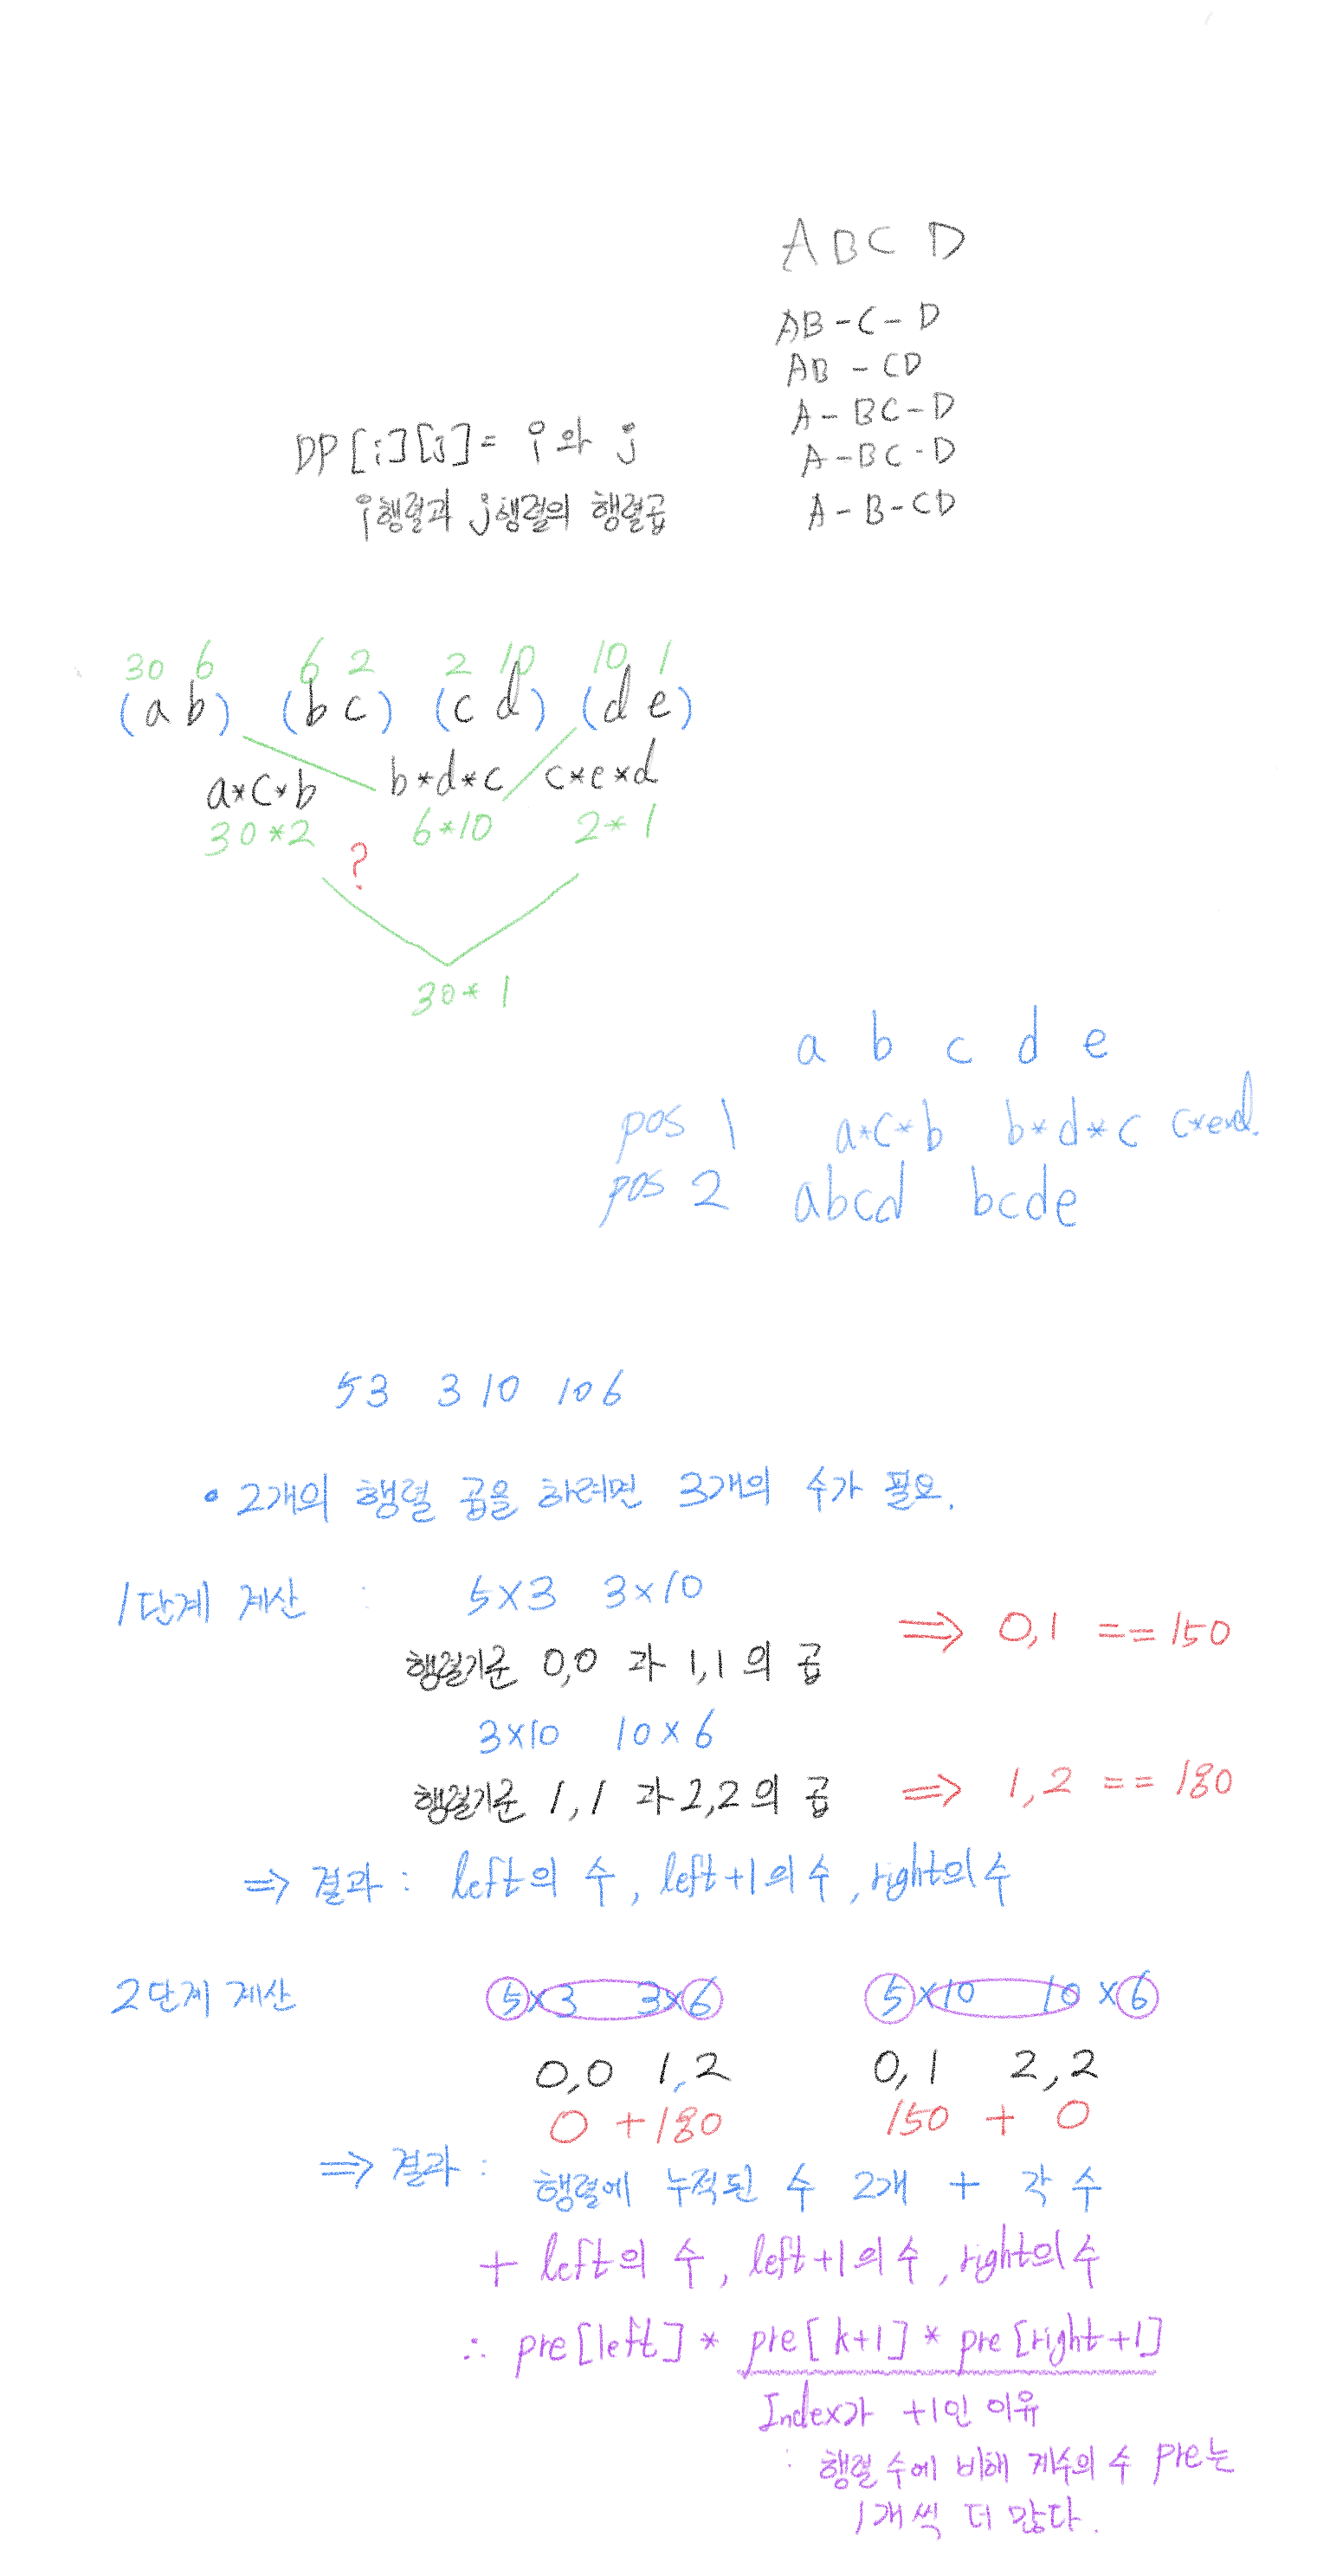 A B C D
AB - C - D
AB - CD
A - BC - D
A - BC - D
A - B - CD
DP[i][j] = i 와 j
i행렬과 j행렬의 행렬곱
30 6 6 2 2 10 10 1
(a b) (b c) (c d) (d e)
a*c*b b*d*c c*e*d
30*2 6*10 2*1
?
30*1
a b c d e
pos 1 a*c*b b*d*c c*e*d.
pos 2 abcd bcde
5 3 3 10 10 6
• 2개의 행렬 곱을 하려면 3개의 수가 필요.
1단계 계산 : 5×3 3×10
행렬기준 0,0 과 1,1 의 곱 ⇒ 0,1 == 150
3×10 10×6
행렬기준 1,1 과 2,2 의 곱 ⇒ 1,2 == 180
⇒ 결과 : left의 수, left+1의 수, right의 수
2단계 계산 5×3 3×6 5×10 10×6
0,0 1,2 0,1 2,2
0 + 180 150 + 0
⇒ 결과 : 행렬에 누적된 수 2개 + 각 수
+ left의 수, left+1의 수, right의 수
∴ pre[left] * pre[k+1] * pre[right+1]
Index가 +1인 이유
: 행렬 수에 비해 계수의 수 pre는
1개씩 더 많다.